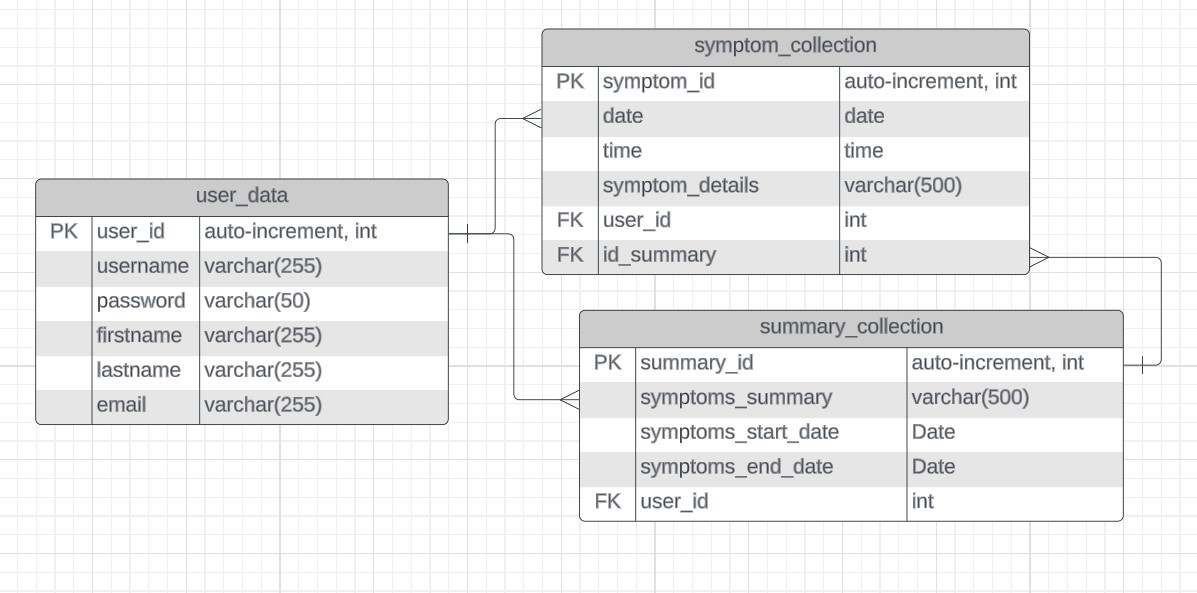 symptom_collection
PK symptom_id auto-increment, int
date date
time time
symptom_details varchar(500)
FK user_id int
FK id_summary int
user_data
PK user_id auto-increment, int
username varchar(255)
password varchar(50)
firstname varchar(255)
lastname varchar(255)
email varchar(255)
summary_collection
PK summary_id auto-increment, int
symptoms_summary varchar(500)
symptoms_start_date Date
symptoms_end_date Date
FK user_id int